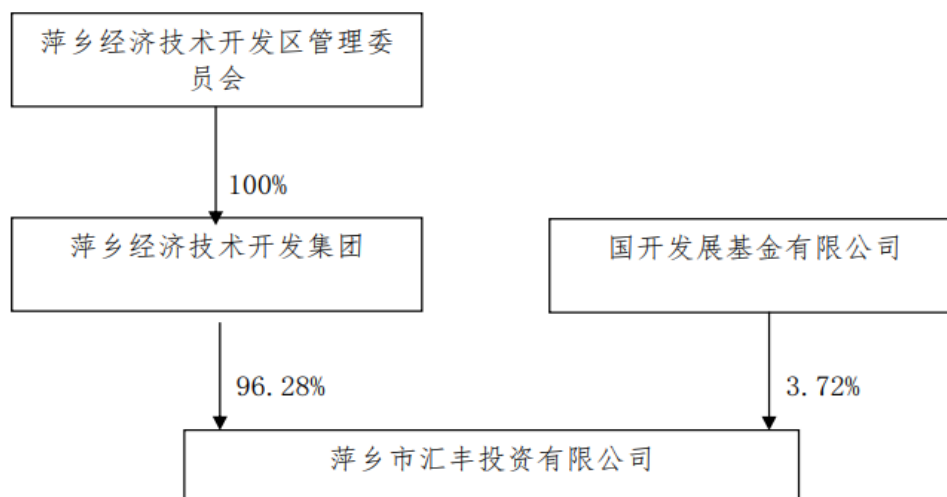 萍乡经济技术开发区管理委
员会
100%
萍乡经济技术开发集团
国开发展基金有限公司
96.28%
3.72%
萍乡市汇丰投资有限公司